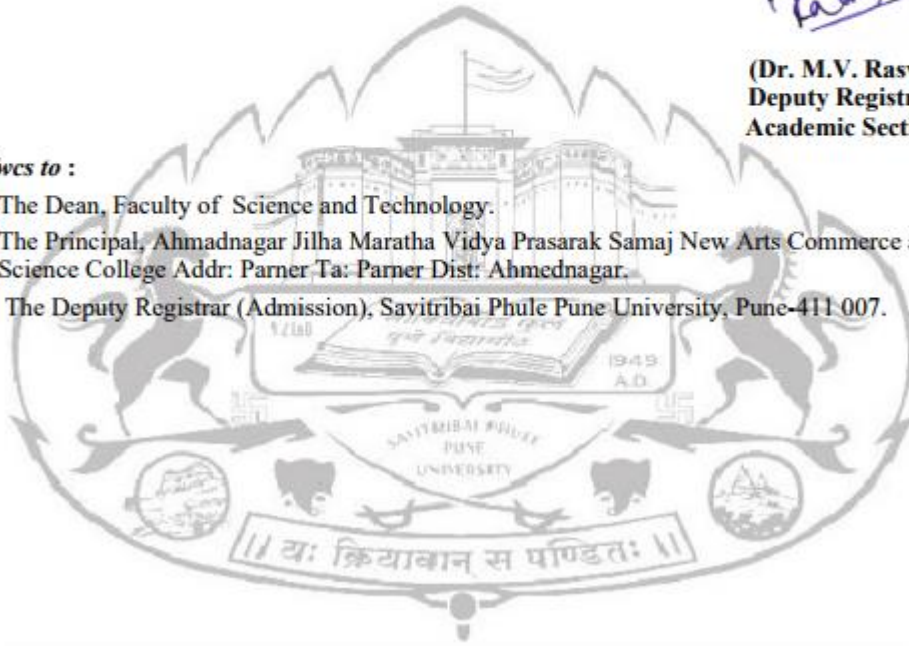 (Dr. M.V. Rasv
Deputy Registr
Academic Sect
wcs to :
The Dean, Faculty of Science and Technology.
The Principal, Ahmadnagar Jilha Maratha Vidya Prasarak Samaj New Arts Commerce
Science College Addr: Parner Ta: Parner Dist: Ahmednagar.
The Deputy Registrar (Admission), Savitribai Phule Pune University, Pune-411 007.
पुणे विद्यापीठ
1949
A.D.
SAVITRIBAI PHULE
PUNE
UNIVERSITY
|| यः क्रियावान् स पण्डितः ||